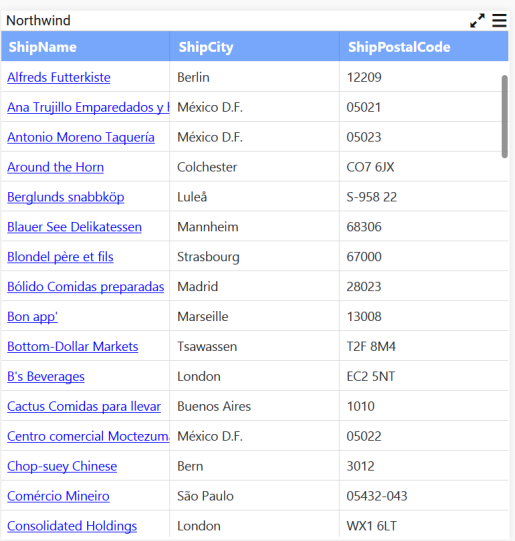 Northwind
ShipName ShipCity ShipPostalCode
Alfreds Futterkiste Berlin 12209
Ana Trujillo Emparedados y México D.F. 05021
Antonio Moreno Taquería México D.F. 05023
Around the Horn Colchester CO7 6JX
Berglunds snabbköp Luleå S-958 22
Blauer See Delikatessen Mannheim 68306
Blondel père et fils Strasbourg 67000
Bólido Comidas preparadas Madrid 28023
Bon app' Marseille 13008
Bottom-Dollar Markets Tsawassen T2F 8M4
B's Beverages London EC2 5NT
Cactus Comidas para llevar Buenos Aires 1010
Centro comercial Moctezum México D.F. 05022
Chop-suey Chinese Bern 3012
Comércio Mineiro São Paulo 05432-043
Consolidated Holdings London WX1 6LT